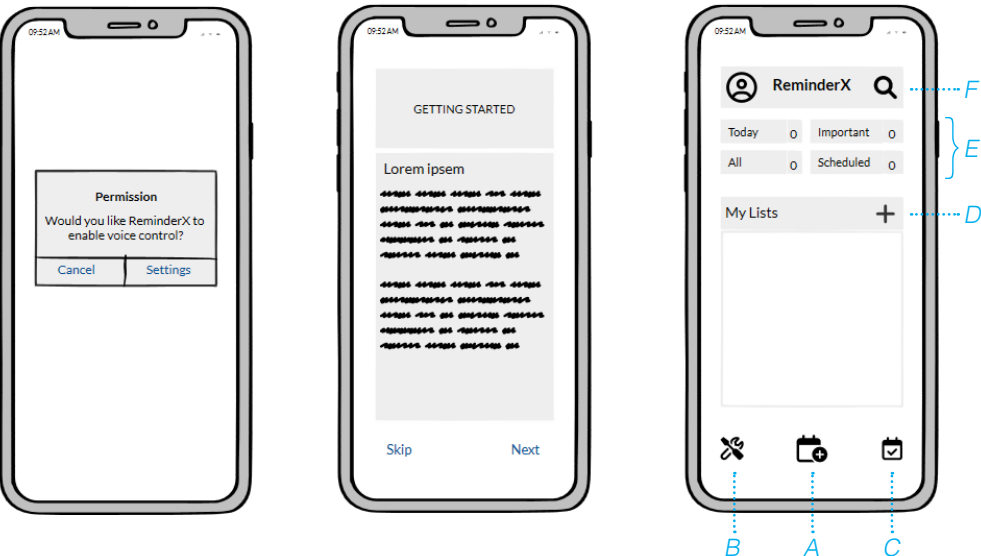 09:52 AM
Permission
Would you like ReminderX to
enable voice control?
Cancel
Settings
09:52 AM
GETTING STARTED
Lorem ipsem
Skip
Next
09:52 AM
ReminderX
F
Today 0
Important 0
All 0
Scheduled 0
E
My Lists
D
B
A
C